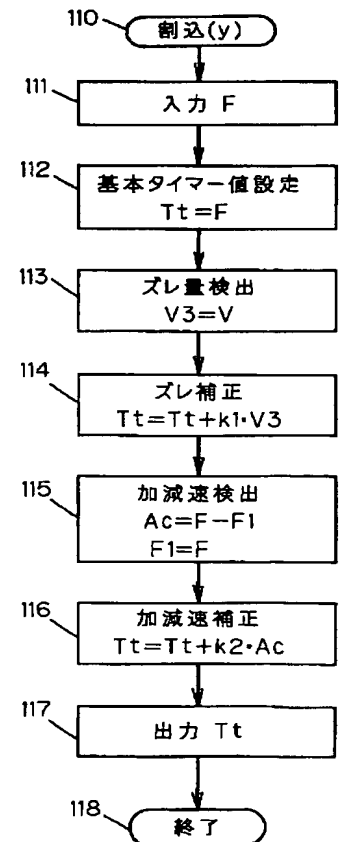 110
割込(y)
111
入力 F
112
基本タイマー値設定
Tt=F
113
ズレ量検出
V3=V
114
ズレ補正
Tt=Tt+k1・V3
115
加減速検出
Ac=F-F1
F1=F
116
加減速補正
Tt=Tt+k2・Ac
117
出力 Tt
118
終了